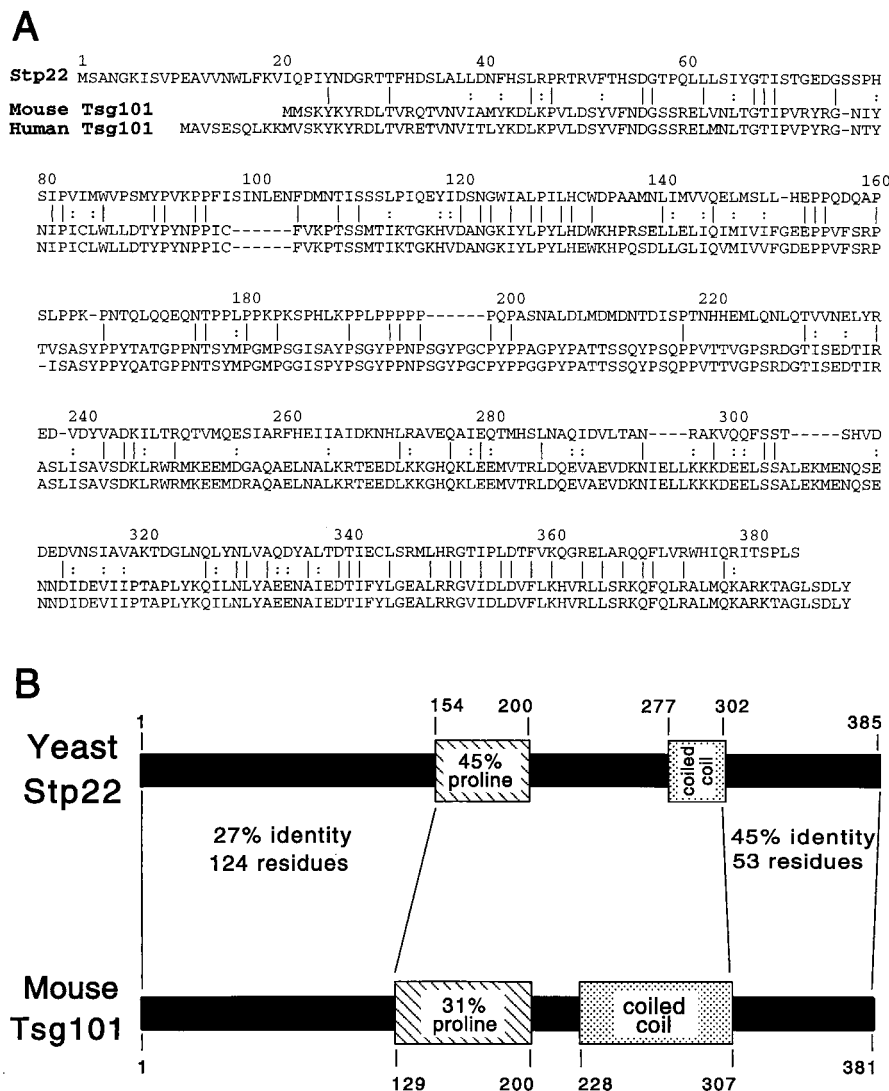 A
1 20 40 60
Stp22 MSANGKISVPEAVVNWLFKVIQPIYNDGRTTFHDSLALLDNFHSLRPRTRVFTHSDGTPQLLLSIYGTISTGEDGSSPH
Mouse Tsg101 MMSKYKYRDLTVRQTVNVIAMYKDLKPVLDSYVFNDGSSRELVNLTGTIPVRYRG-NIY
Human Tsg101 MAVSESQLKKMVSKYKYRDLTVRETVNVITLYKDLKPVLDSYVFNDGSSRELMNLTGTIPVPYRG-NTY
80 100 120 140 160
SIPVIMWVPSMYPVKPPFISINLENFDMNTISSSLPIQEYIDSNGWIALPILHCWDPAAMNLIMVVQELMSLL-HEPPQDQAP
NIPICLWLLDTYPYNPPIC------FVKPTSSMTIKTGKHVDANGKIYLPYLHDWKHPRSELLELIQIMIVIFGEEPPVFSRP
NIPICLWLLDTYPYNPPIC------FVKPTSSMTIKTGKHVDANGKIYLPYLHEWKHPQSDLLGLIQVMIVVFGDEPPVFSRP
180 200 220
SLPPK-PNTQLQQEQNTPPLPPKPKSPHLKPPLPPPPP------PQPASNALDLMDMDNTDISPTNHHEMLQNLQTVVNELYR
TVSASYPPYTATGPPNTSYMPGMPSGISAYPSGYPPNPSGYPGCPYPPAGPYPATTSSQYPSQPPVTTVGPSRDGTISEDTIR
-ISASYPPYQATGPPNTSYMPGMPGGISPYPSGYPPNPSGYPGCPYPPGGPYPATTSSQYPSQPPVTTVGPSRDGTISEDTIR
240 260 280 300
ED-VDYVADKILTRQTVMQESIARFHEIIAIDKNHLRAVEQAIEQTMHSLNAQIDVLTAN----RAKVQQFSST-----SHVD
ASLISAVSDKLRWRMKEEMDGAQAELNALKRTEEDLKKGHQKLEEMVTRLDQEVAEVDKNIELLKKKDEELSSALEKMENQSE
ASLISAVSDKLRWRMKEEMDRAQAELNALKRTEEDLKKGHQKLEEMVTRLDQEVAEVDKNIELLKKKDEELSSALEKMENQSE
320 340 360 380
DEDVNSIAVAKTDGLNQLYNLVAQDYALTDTIECLSRMLHRGTIPLDTFVKQGRELARQQFLVRWHIQRITSPLS
NNDIDEVIIPTAPLYKQILNLYAEENAIEDTIFYLGEALRRGVIDLDVFLKHVRLLSRKQFQLRALMQKARKTAGLSDLY
NNDIDEVIIPTAPLYKQILNLYAEENAIEDTIFYLGEALRRGVIDLDVFLKHVRLLSRKQFQLRALMQKARKTAGLSDLY
B
1 154 200 277 302 385
Yeast
Stp22
45%
proline
coiled
coil
27% identity
124 residues
45% identity
53 residues
Mouse
Tsg101
31%
proline
coiled
coil
1 129 200 228 307 381